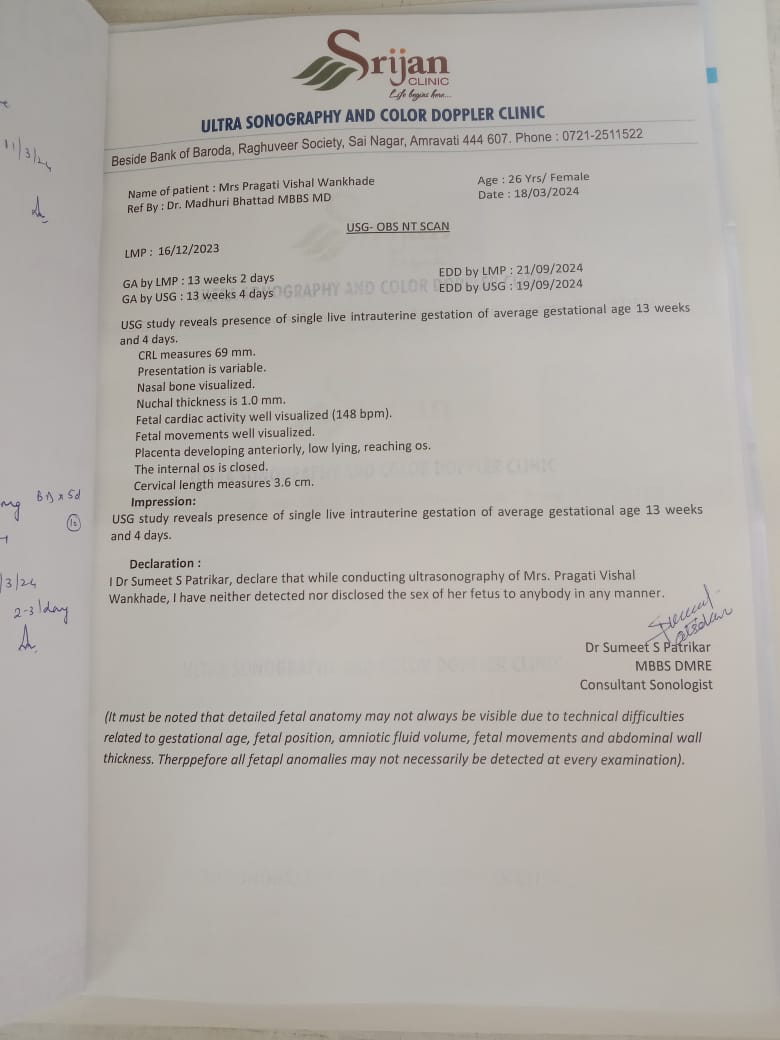 Srijan
CLINIC
Life begins here...
ULTRA SONOGRAPHY AND COLOR DOPPLER CLINIC
Beside Bank of Baroda, Raghuveer Society, Sai Nagar, Amravati 444 607. Phone : 0721-2511522
Name of patient : Mrs Pragati Vishal Wankhade
Age : 26 Yrs/ Female
Ref By : Dr. Madhuri Bhattad MBBS MD
Date : 18/03/2024
USG- OBS NT SCAN
LMP : 16/12/2023
GA by LMP : 13 weeks 2 days
EDD by LMP : 21/09/2024
GA by USG : 13 weeks 4 days
EDD by USG : 19/09/2024
USG study reveals presence of single live intrauterine gestation of average gestational age 13 weeks
and 4 days.
CRL measures 69 mm.
Presentation is variable.
Nasal bone visualized.
Nuchal thickness is 1.0 mm.
Fetal cardiac activity well visualized (148 bpm).
Fetal movements well visualized.
Placenta developing anteriorly, low lying, reaching os.
The internal os is closed.
Cervical length measures 3.6 cm.
Impression:
USG study reveals presence of single live intrauterine gestation of average gestational age 13 weeks
and 4 days.
Declaration :
I Dr Sumeet S Patrikar, declare that while conducting ultrasonography of Mrs. Pragati Vishal
Wankhade, I have neither detected nor disclosed the sex of her fetus to anybody in any manner.
Dr Sumeet S Patrikar
MBBS DMRE
Consultant Sonologist
(It must be noted that detailed fetal anatomy may not always be visible due to technical difficulties
related to gestational age, fetal position, amniotic fluid volume, fetal movements and abdominal wall
thickness. Therppefore all fetapl anomalies may not necessarily be detected at every examination).
11/3/24
mg BD x 5d
10
/3/24
2-3/day